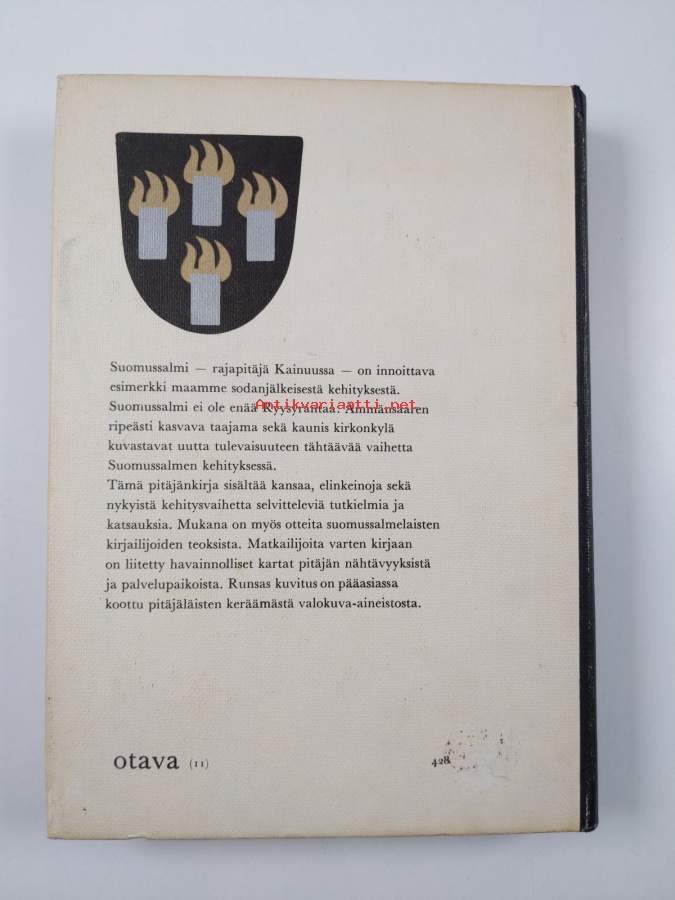 Suomussalmi — rajapitäjä Kainuussa — on innoittava
esimerkki maamme sodanjälkeisestä kehityksestä.
Antikvariaatti.net
Suomussalmi ei ole enää Ryysyrantaa. Ämmänsaaren
ripeästi kasvava taajama sekä kaunis kirkonkylä
kuvastavat uutta tulevaisuuteen tähtäävää vaihetta
Suomussalmen kehityksessä.
Tämä pitäjänkirja sisältää kansaa, elinkeinoja sekä
nykyistä kehitysvaihetta selvitteleviä tutkielmia ja
katsauksia. Mukana on myös otteita suomussalmelaisten
kirjailijoiden teoksista. Matkailijoita varten kirjaan
on liitetty havainnolliset kartat pitäjän nähtävyyksistä
ja palvelupaikoista. Runsas kuvitus on pääasiassa
koottu pitäjäläisten keräämästä valokuva-aineistosta.
otava (11)
428